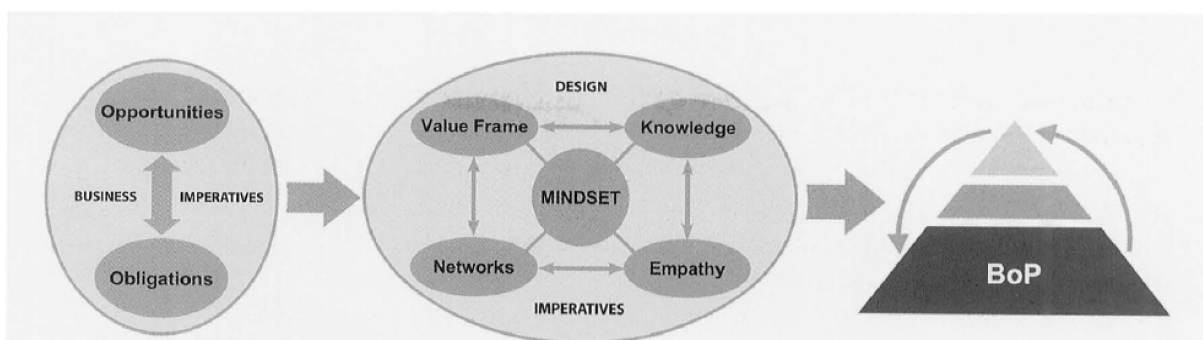 Opportunities
BUSINESS IMPERATIVES
Obligations
DESIGN
Value Frame Knowledge
MINDSET
Networks Empathy
IMPERATIVES
BoP